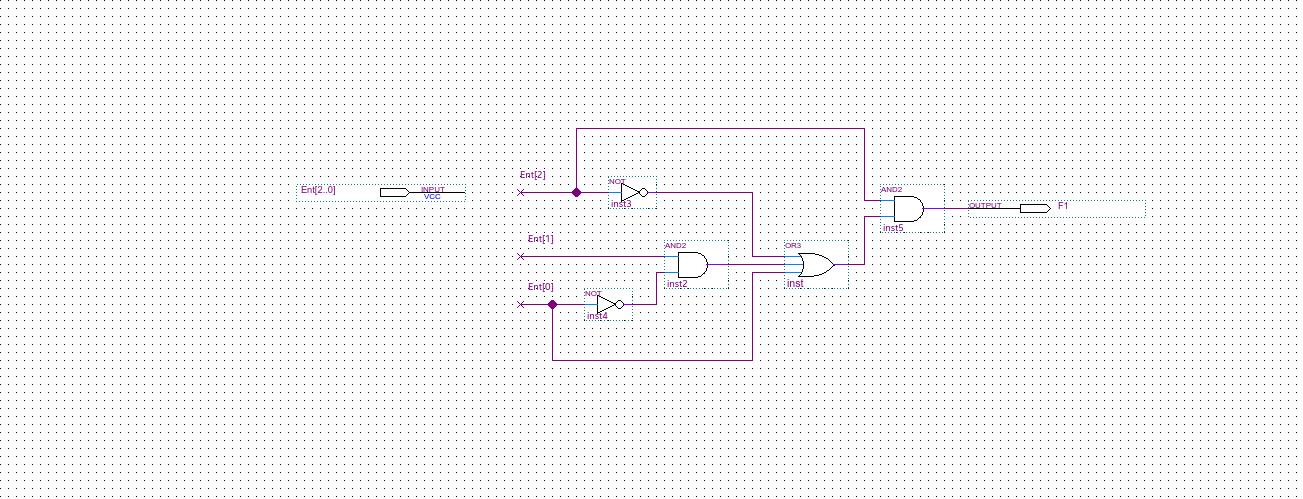 Ent[2]
NOT
inst3
Ent[2..0]
INPUT
VCC
AND2
inst5
OUTPUT
F1
Ent[1]
AND2
inst2
OR3
inst
Ent[0]
NOT
inst4